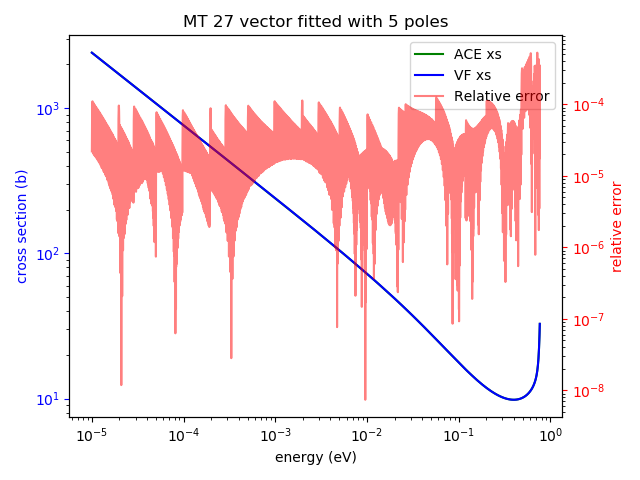 MT 27 vector fitted with 5 poles
ACE xs
VF xs
Relative error
cross section (b)
10³
10²
10¹
relative error
10⁻⁴
10⁻⁵
10⁻⁶
10⁻⁷
10⁻⁸
10⁻⁵ 10⁻⁴ 10⁻³ 10⁻² 10⁻¹ 10⁰
energy (eV)